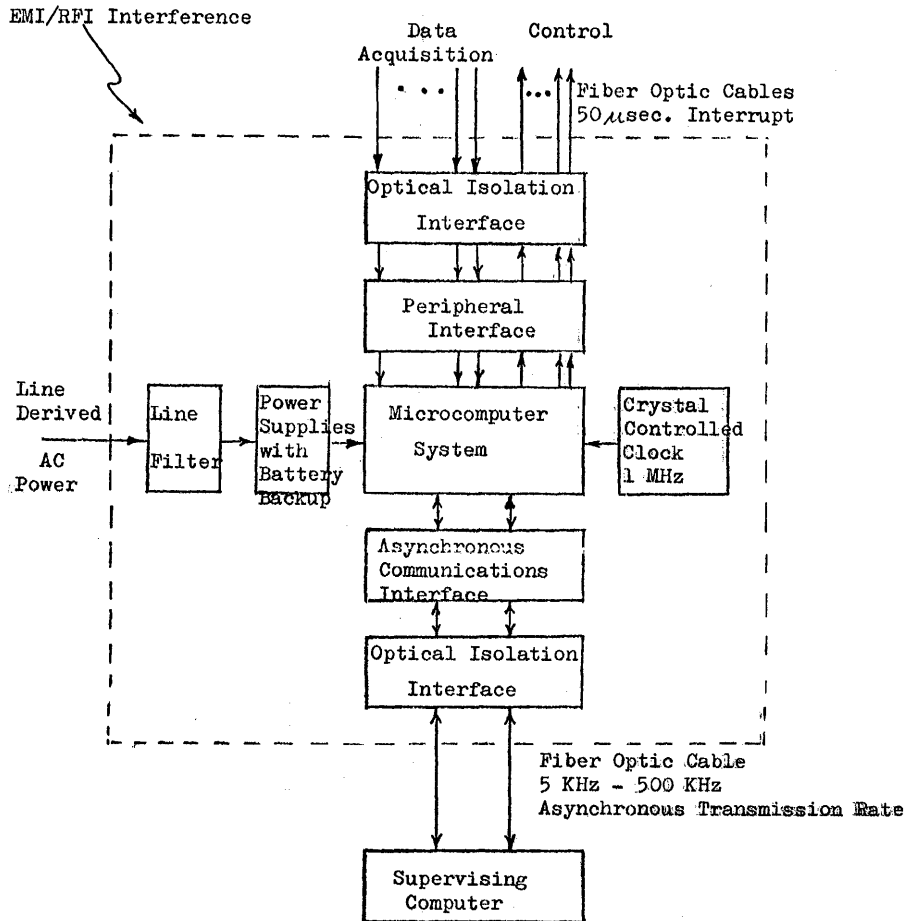 EMI/RFI Interference
Data
Acquisition
Control
Fiber Optic Cables
50 μsec. Interrupt
Optical Isolation
Interface
Peripheral
Interface
Line
Derived
AC
Power
Line
Filter
Power
Supplies
with
Battery
Backup
Microcomputer
System
Crystal
Controlled
Clock
1 MHz
Asynchronous
Communications
Interface
Optical Isolation
Interface
Fiber Optic Cable
5 KHz - 500 KHz
Asynchronous Transmission Rate
Supervising
Computer